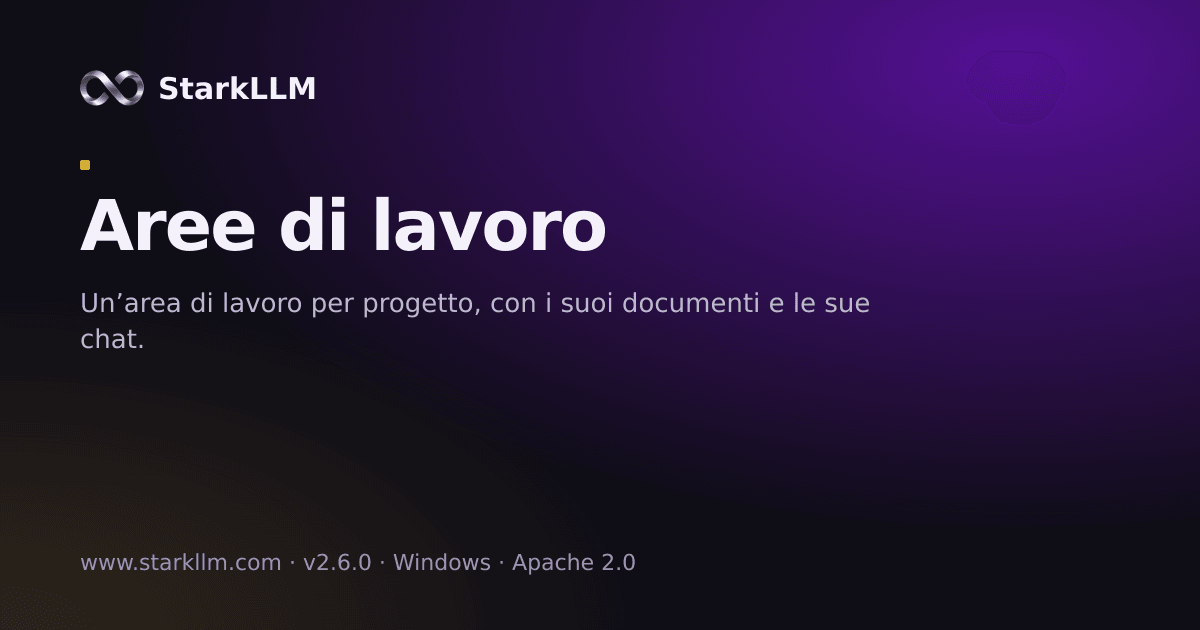 StarkLLM
Aree di lavoro
Un’area di lavoro per progetto, con i suoi documenti e le sue
chat.
www.starkllm.com · v2.6.0 · Windows · Apache 2.0